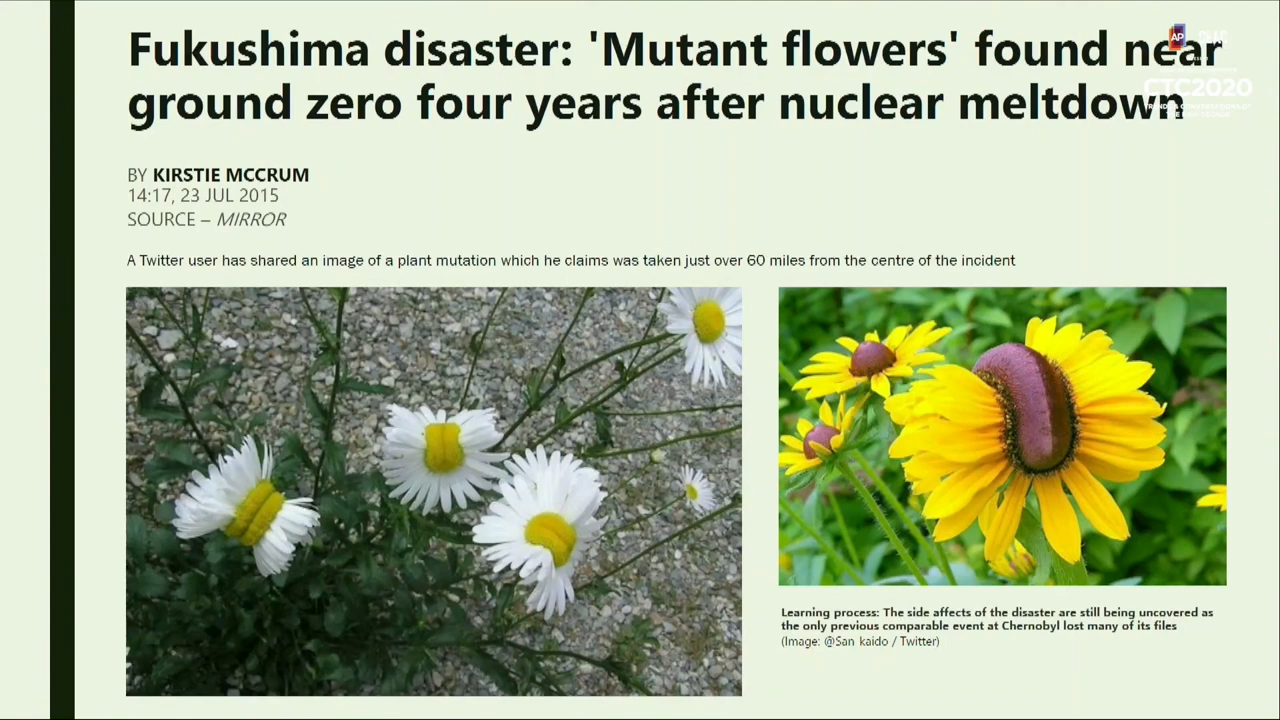 Fukushima disaster: 'Mutant flowers' found near
ground zero four years after nuclear meltdown
AP
CTC2020
BY KIRSTIE MCCRUM
14:17, 23 JUL 2015
SOURCE – MIRROR
A Twitter user has shared an image of a plant mutation which he claims was taken just over 60 miles from the centre of the incident
Learning process: The side affects of the disaster are still being uncovered as
the only previous comparable event at Chernobyl lost many of its files
(Image: @San kaido / Twitter)